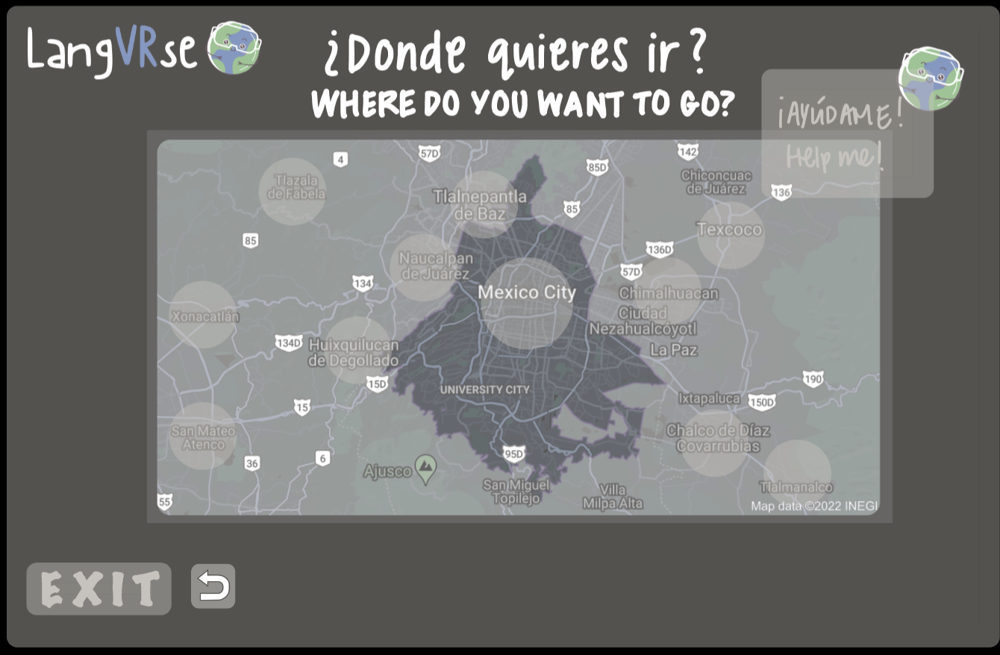 LangVRse
¿Donde quieres ir?
WHERE DO YOU WANT TO GO?
¡AYÚDAME!
Help me!
4
57D
85D
142
Tlazala
de Fabela
Tlalnepantla
de Baz
85
Chiconcuac
de Juárez
136
Texcoco
85
136D
Naucalpan
de Juárez
57D
134
Mexico City
Chimalhuacan
Xonacatlán
Ciudad
Nezahualcóyotl
134D
Huixquilucan
de Degollado
La Paz
15D
UNIVERSITY CITY
190
15
Ixtapaluca
150D
San Mateo
Atenco
Chalco de Díaz
Covarrubias
36
6
95D
Ajusco
San Miguel
Topilejo
Villa
Milpa Alta
Tlalmanalco
55
Map data ©2022 INEGI
EXIT